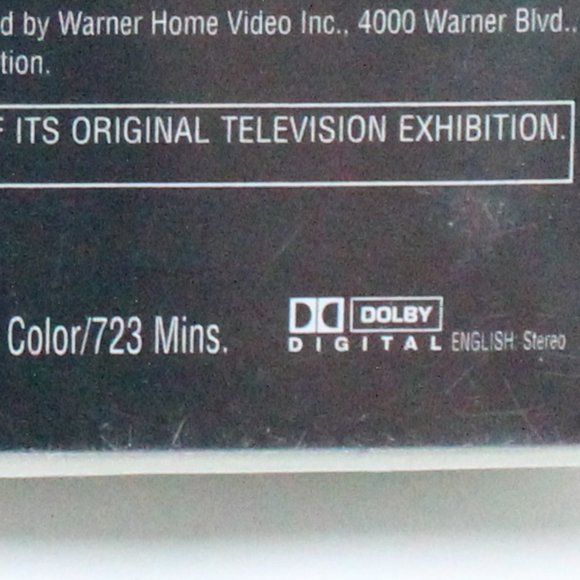 d by Warner Home Video Inc., 4000 Warner Blvd.,
tion.
F ITS ORIGINAL TELEVISION EXHIBITION.
Color/723 Mins.
DOLBY
DIGITAL ENGLISH: Stereo